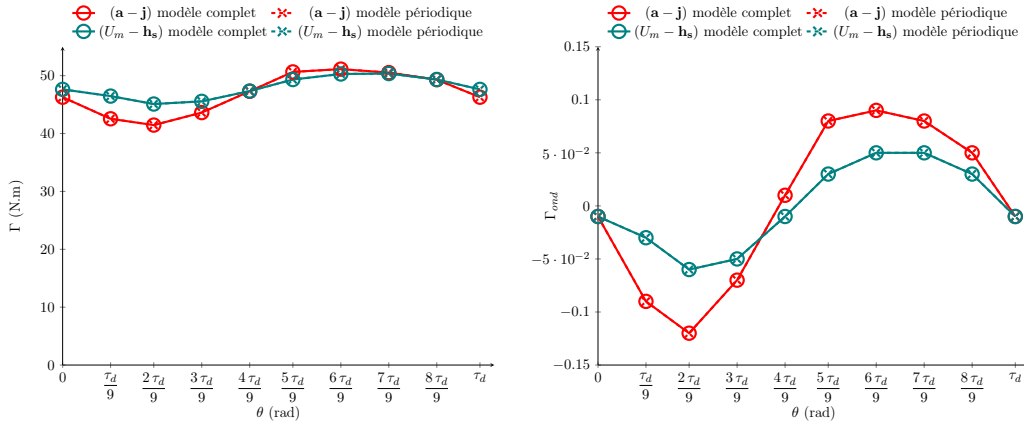 (a − j) modèle complet (a − j) modèle périodique
(U_m − h_s) modèle complet (U_m − h_s) modèle périodique
50
40
30
20
10
0
Γ (N.m)
0 τ_d/9 2 τ_d/9 3 τ_d/9 4 τ_d/9 5 τ_d/9 6 τ_d/9 7 τ_d/9 8 τ_d/9 τ_d
θ (rad)
(a − j) modèle complet (a − j) modèle périodique
(U_m − h_s) modèle complet (U_m − h_s) modèle périodique
0.15
0.1
5 · 10^−2
0
−5 · 10^−2
−0.1
−0.15
Γ_ond
0 τ_d/9 2 τ_d/9 3 τ_d/9 4 τ_d/9 5 τ_d/9 6 τ_d/9 7 τ_d/9 8 τ_d/9 τ_d
θ (rad)